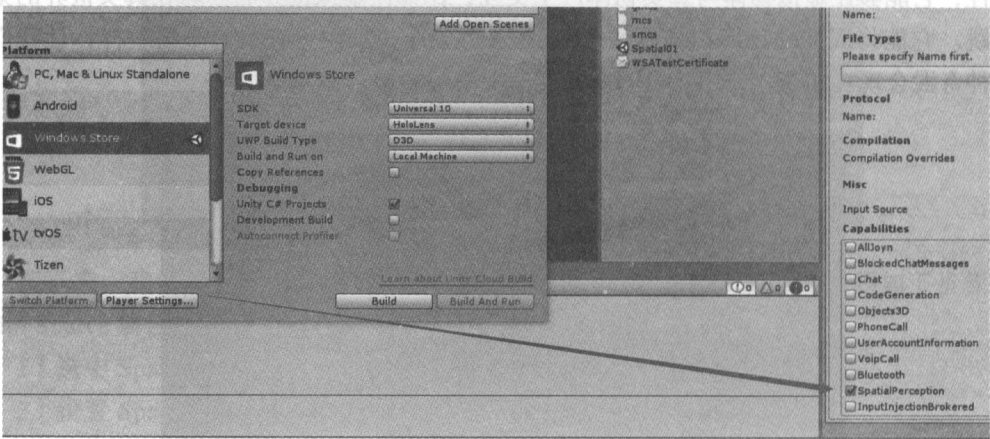 Add Open Scenes
Platform
PC, Mac & Linux Standalone
Android
Windows Store
WebGL
iOS
tv tvOS
Tizen
Switch Platform
Player Settings...
Windows Store
SDK
Universal 10
Target device
HoloLens
UWP Build Type
D3D
Build and Run on
Local Machine
Copy References
Debugging
Unity C# Projects
Development Build
Autoconnect Profiler
Learn about Unity Cloud Build
Build
Build And Run
mcs
smcs
Spatial01
WSATestCertificate
0
0
0
Name:
File Types
Please specify Name first.
Protocol
Name:
Compilation
Compilation Overrides
Misc
Input Source
Capabilities
AllJoyn
BlockedChatMessages
Chat
CodeGeneration
Objects3D
PhoneCall
UserAccountInformation
VoipCall
Bluetooth
SpatialPerception
InputInjectionBrokered